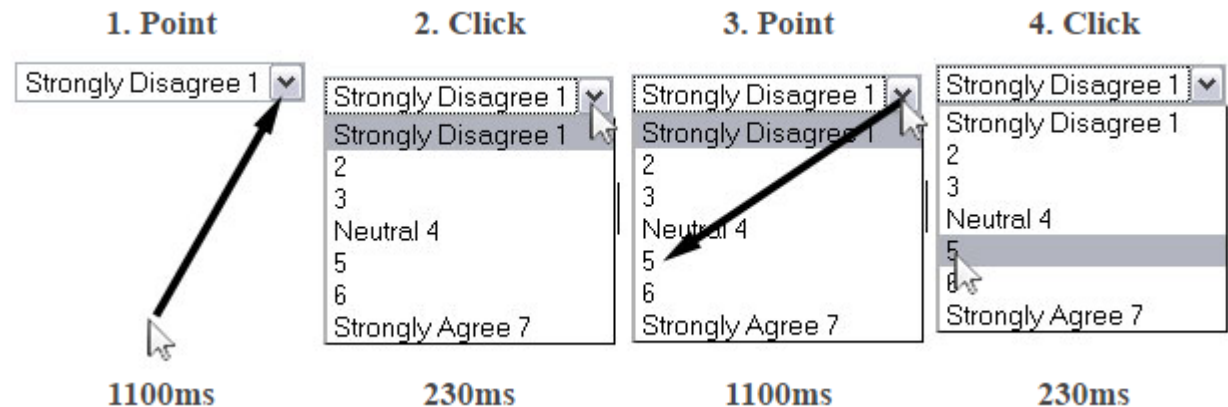 1. Point
2. Click
3. Point
4. Click
Strongly Disagree 1
Strongly Disagree 1
Strongly Disagree 1
2
3
Neutral 4
5
6
Strongly Agree 7
Strongly Disagree 1
Strongly Disagree 1
2
3
Neutral 4
5
6
Strongly Agree 7
Strongly Disagree 1
Strongly Disagree 1
2
3
Neutral 4
5
6
Strongly Agree 7
1100ms
230ms
1100ms
230ms